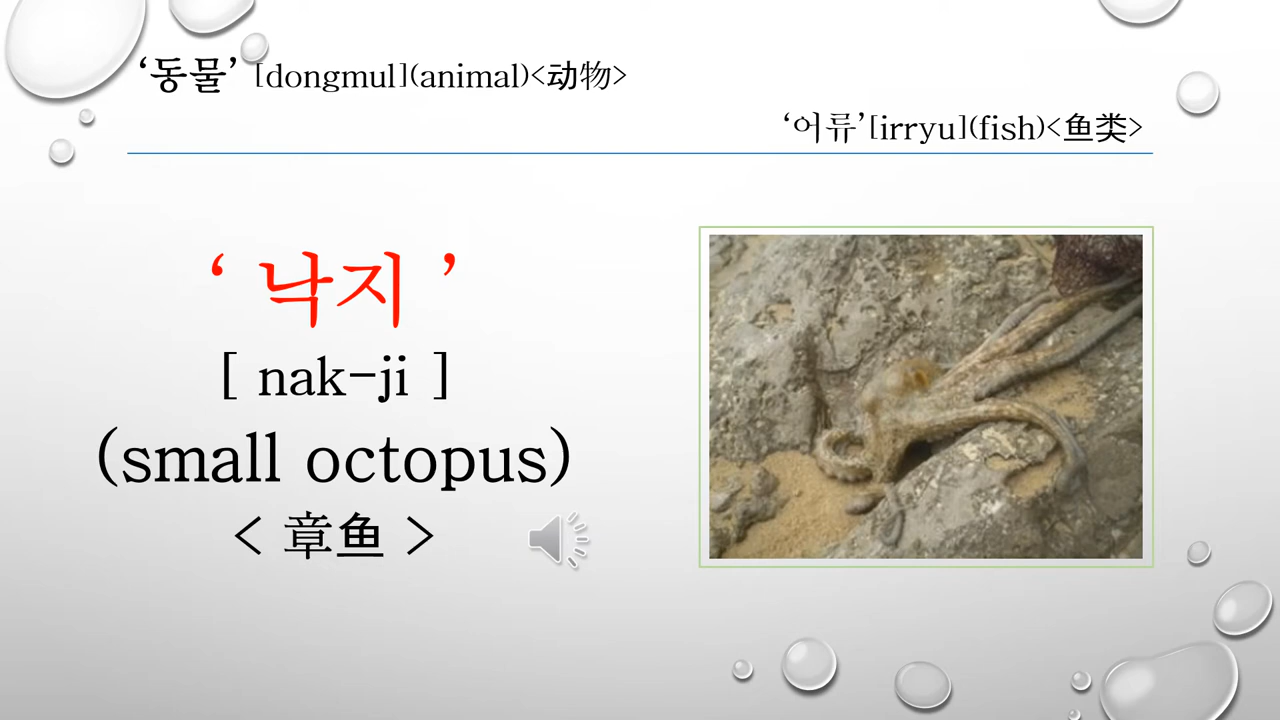 ‘동물’ [dongmul](animal)<动物>
‘어류’[irryu](fish)<鱼类>
‘ 낙지 ’
[ nak-ji ]
(small octopus)
< 章鱼 >